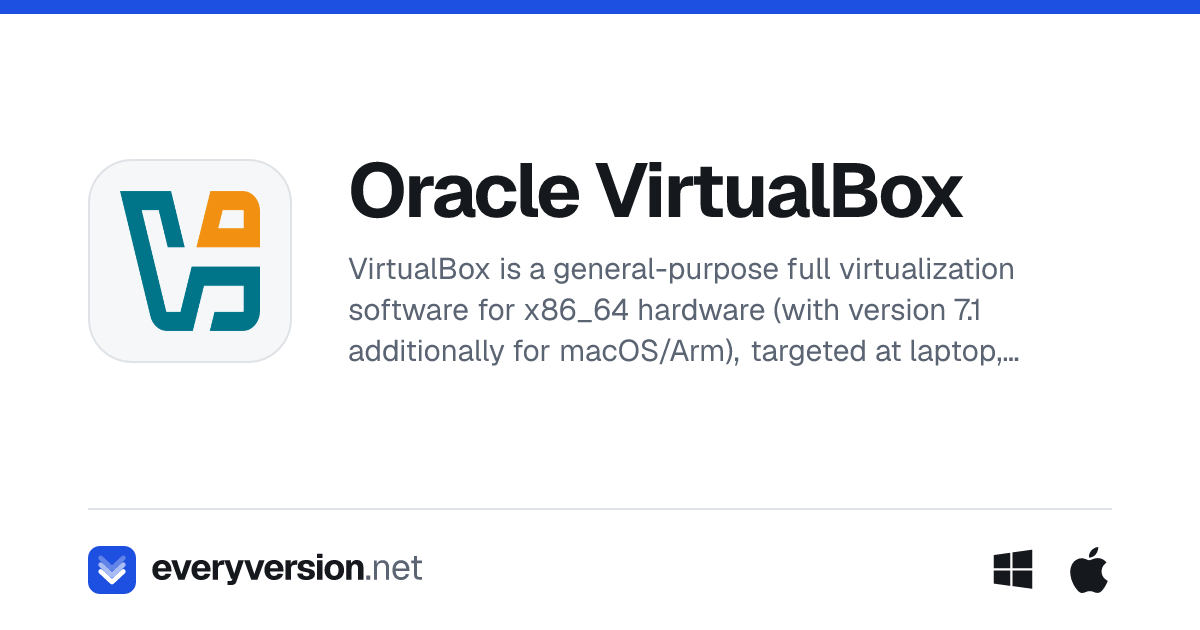 Oracle VirtualBox
VirtualBox is a general-purpose full virtualization
software for x86_64 hardware (with version 7.1
additionally for macOS/Arm), targeted at laptop,...
everyversion.net